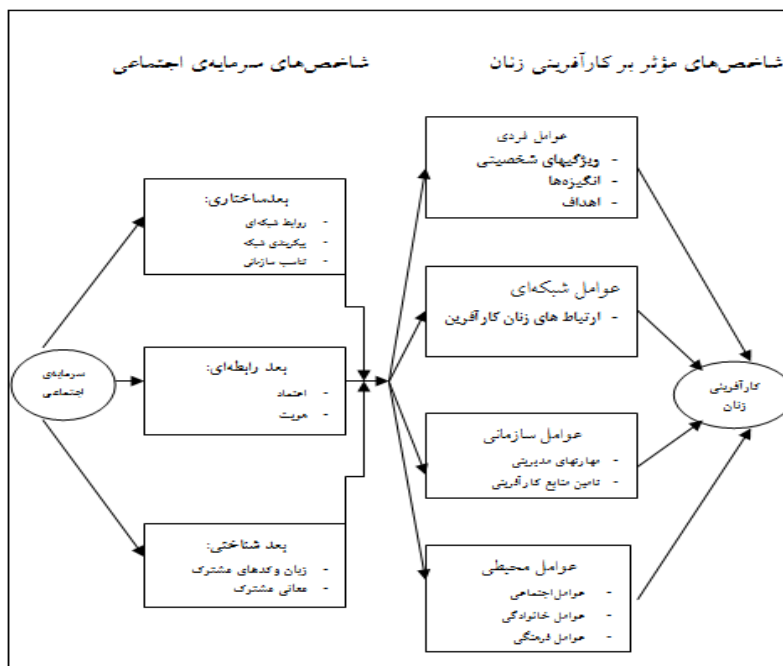 شاخص‌های مؤثر بر کارآفرینی زنان
شاخص‌های سرمایه‌ی اجتماعی
عوامل فردی
- ویژگیهای شخصیتی
- انگیزه‌ها
- اهداف
بعدساختاری:
- روابط شبکه‌ای
- پیکربندی شبکه
- تناسب سازمانی
عوامل شبکه‌ای
- ارتباط های زنان کارآفرین
سرمایه‌ی
اجتماعی
بعد رابطه‌ای:
- اعتماد
- هویت
کارآفرینی
زنان
عوامل سازمانی
- مهارتهای مدیریتی
- تامین منابع کارآفرینی
بعد شناختی:
- زبان وکدهای مشترک
- معانی مشترک
عوامل محیطی
- عوامل‌اجتماعی
- عوامل خانوادگی
- عوامل فرهنگی